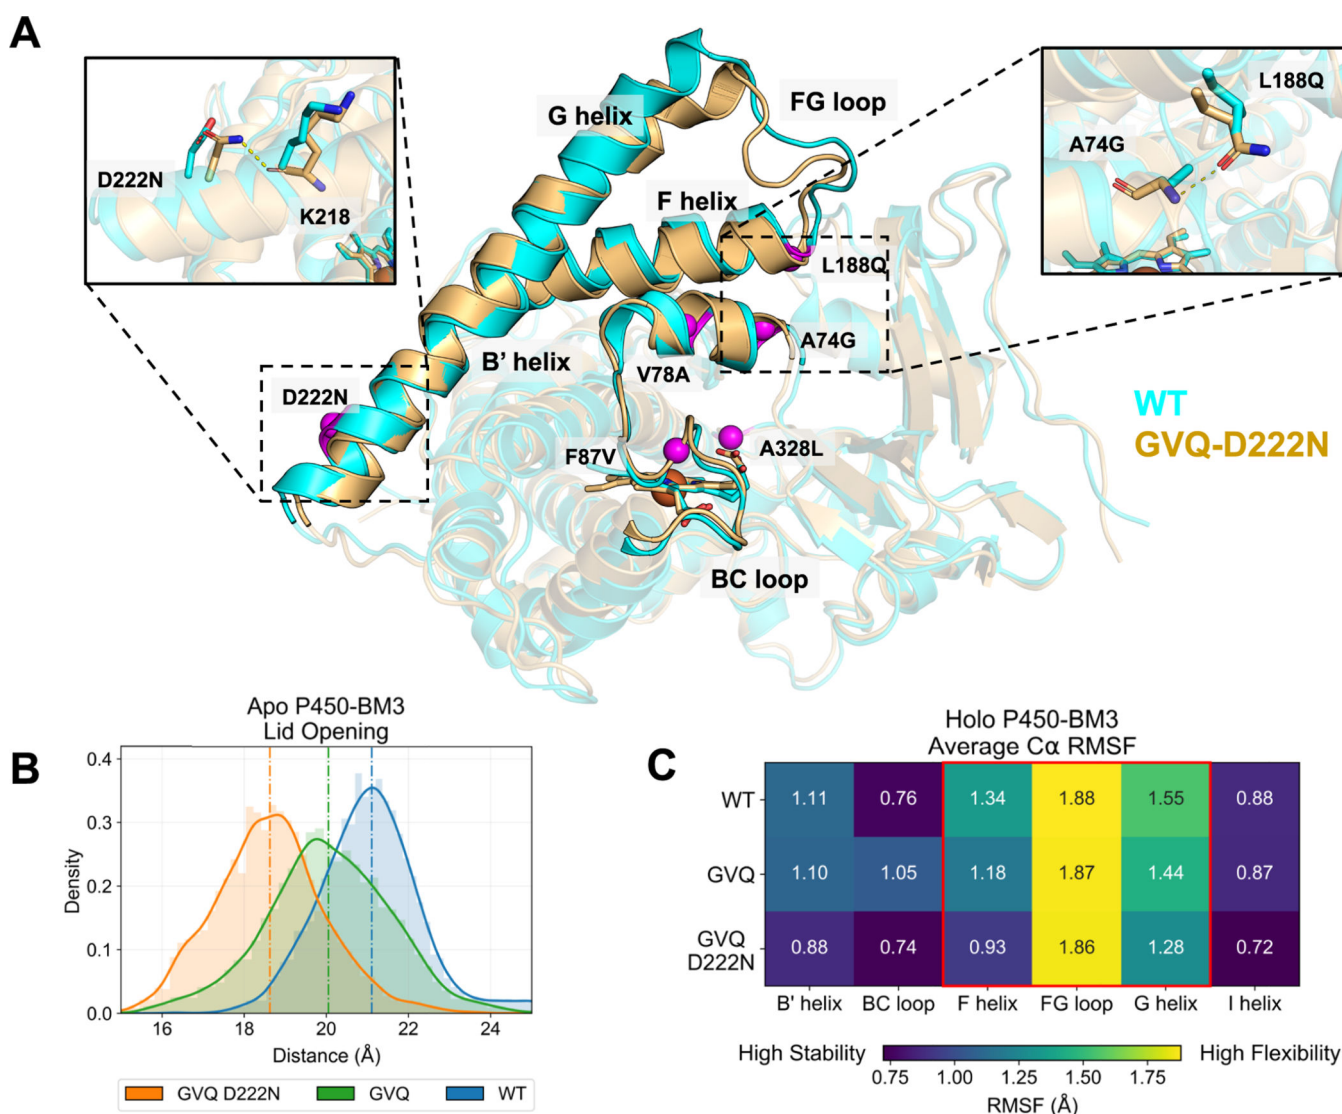 A
D222N
K218
G helix
FG loop
F helix
L188Q
A74G
L188Q
A74G
B' helix
V78A
D222N
F87V
A328L
BC loop
WT
GVQ-D222N
B
Apo P450-BM3
Lid Opening
Density
0.4
0.3
0.2
0.1
0.0
16 18 20 22 24
Distance (Å)
GVQ D222N GVQ WT
C
Holo P450-BM3
Average Cα RMSF
WT 1.11 0.76 1.34 1.88 1.55 0.88
GVQ 1.10 1.05 1.18 1.87 1.44 0.87
GVQ
D222N 0.88 0.74 0.93 1.86 1.28 0.72
B' helix BC loop F helix FG loop G helix I helix
High Stability High Flexibility
0.75 1.00 1.25 1.50 1.75
RMSF (Å)